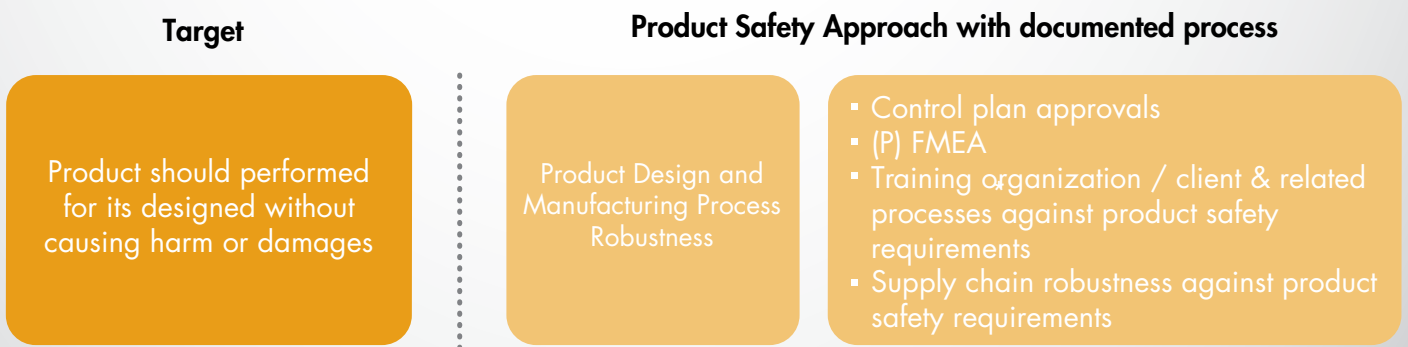 Target
Product Safety Approach with documented process
Product should performed
for its designed without
causing harm or damages
Product Design and
Manufacturing Process
Robustness
▪ Control plan approvals
▪ (P) FMEA
▪ Training organization / client & related
*
processes against product safety
requirements
▪ Supply chain robustness against product
safety requirements